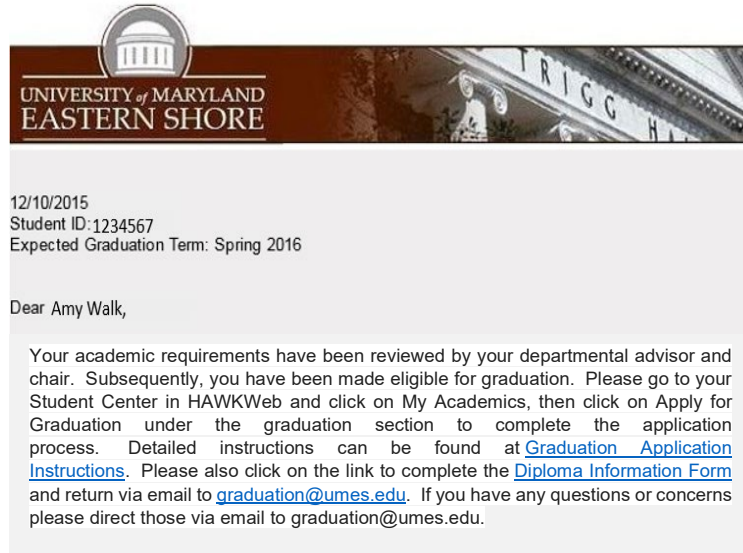 TRIGG HA
UNIVERSITY of MARYLAND
EASTERN SHORE
12/10/2015
Student ID: 1234567
Expected Graduation Term: Spring 2016
Dear Amy Walk,
Your academic requirements have been reviewed by your departmental advisor and
chair. Subsequently, you have been made eligible for graduation. Please go to your
Student Center in HAWKWeb and click on My Academics, then click on Apply for
Graduation under the graduation section to complete the application
process. Detailed instructions can be found at Graduation Application
Instructions. Please also click on the link to complete the Diploma Information Form
and return via email to graduation@umes.edu. If you have any questions or concerns
please direct those via email to graduation@umes.edu.